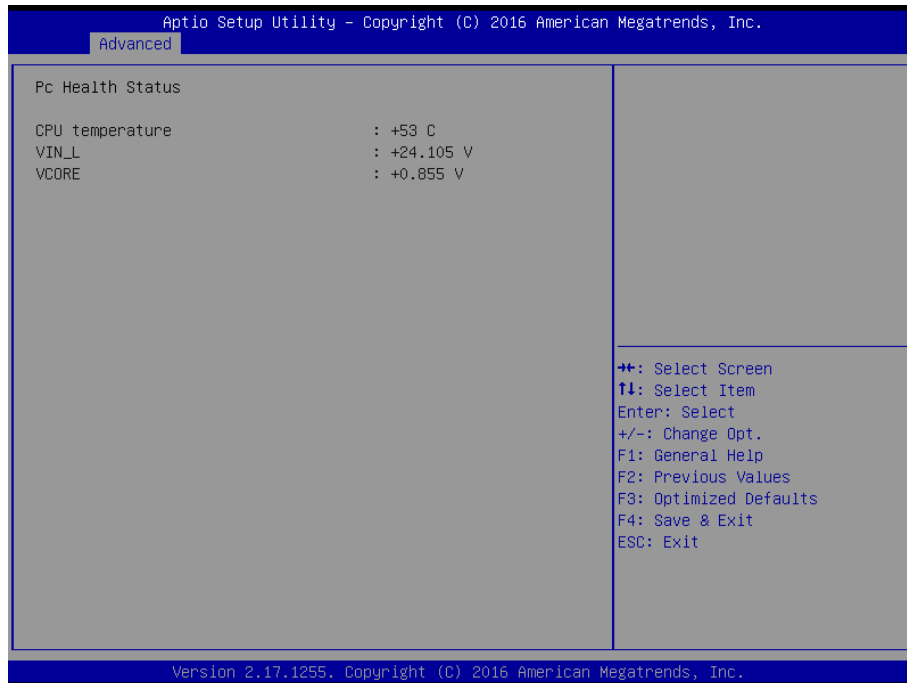 Aptio Setup Utility – Copyright (C) 2016 American Megatrends, Inc.
Advanced
Pc Health Status
CPU temperature : +53 C
VIN_L : +24.105 V
VCORE : +0.855 V
→←: Select Screen
↑↓: Select Item
Enter: Select
+/-: Change Opt.
F1: General Help
F2: Previous Values
F3: Optimized Defaults
F4: Save & Exit
ESC: Exit
Version 2.17.1255. Copyright (C) 2016 American Megatrends, Inc.